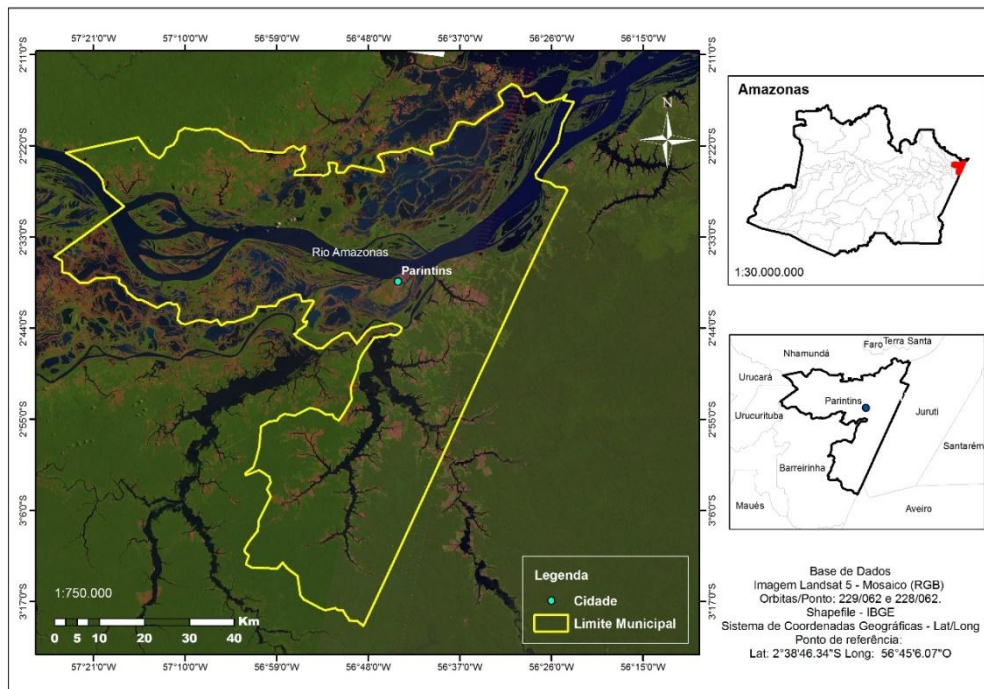 57°21'0"O 57°10'0"O 56°59'0"O 56°48'0"O 56°37'0"O 56°26'0"O 56°15'0"O
2°11'0"S 2°11'0"S
2°22'0"S 2°22'0"S
2°33'0"S 2°33'0"S
2°44'0"S 2°44'0"S
2°55'0"S 2°55'0"S
3°6'0"S 3°6'0"S
3°17'0"S 3°17'0"S
N
Rio Amazonas
Parintins
1:750.000
Km
0 5 10 20 30 40
Legenda
Cidade
Limite Municipal
57°21'0"O 57°10'0"O 56°59'0"O 56°48'0"O 56°37'0"O 56°26'0"O 56°15'0"O
Amazonas
1:30.000.000
Faro Terra Santa
Nhamundá
Urucará
Parintins
Urucurituba
Juruti
Santarém
Barreirinha
Maués
Aveiro
Base de Dados
Imagem Landsat 5 - Mosaico (RGB)
Orbitas/Ponto: 229/062 e 228/062.
Shapefile - IBGE
Sistema de Coordenadas Geográficas - Lat/Long
Ponto de referência:
Lat: 2°38'46.34"S Long: 56°45'6.07"O